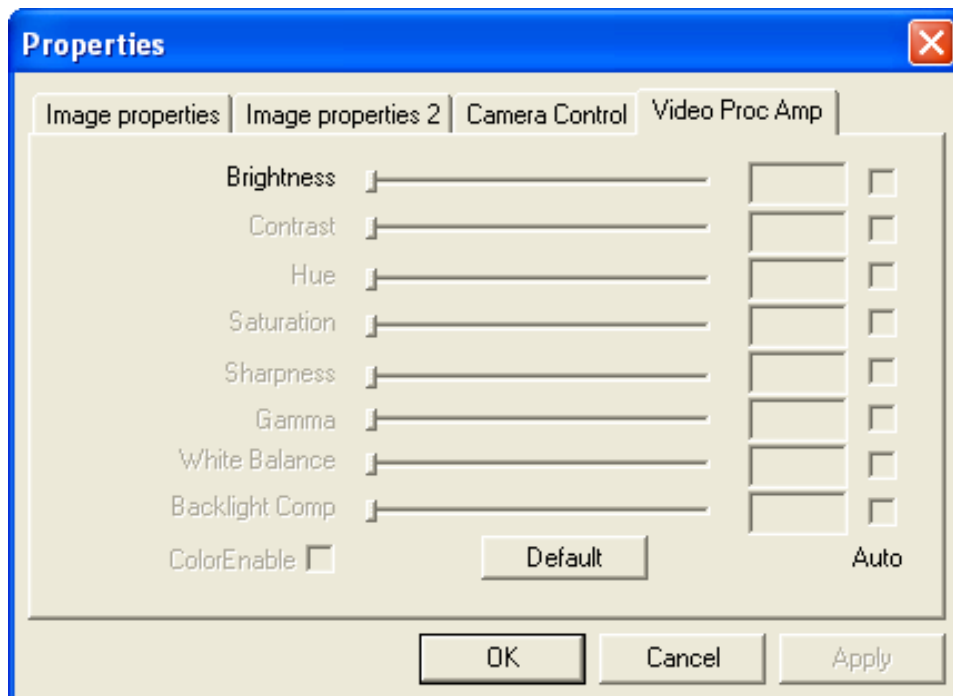 Properties
Image properties Image properties 2 Camera Control Video Proc Amp
Brightness
Contrast
Hue
Saturation
Sharpness
Gamma
White Balance
Backlight Comp
ColorEnable Default Auto
OK Cancel Apply